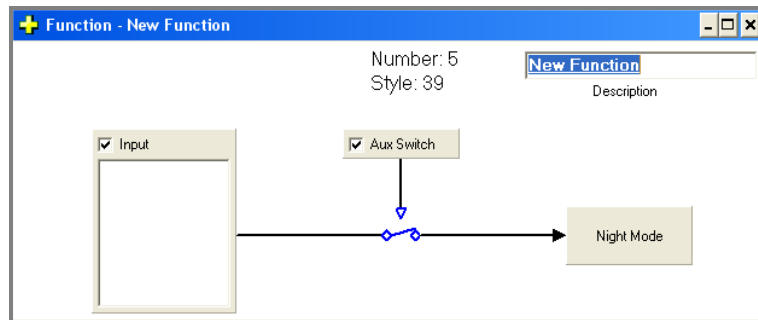 Function - New Function
Number: 5
Style: 39
New Function
Description
Input
Aux Switch
Night Mode